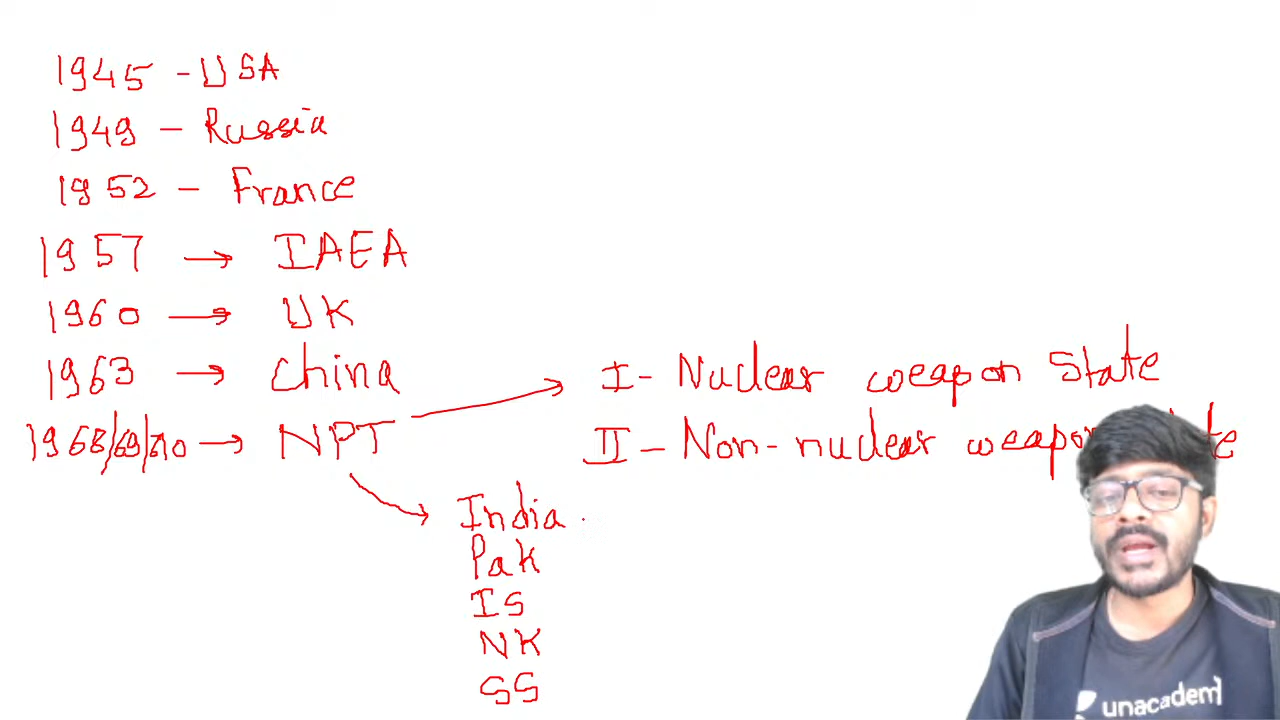 1945 - USA
1949 - Russia
1952 - France
1957 → IAEA
1960 → UK
1963 → China
1968/69/70 → NPT
I - Nuclear weapon State
II - Non-nuclear weapon
India
Pak
IS
NK
SS
unacadem